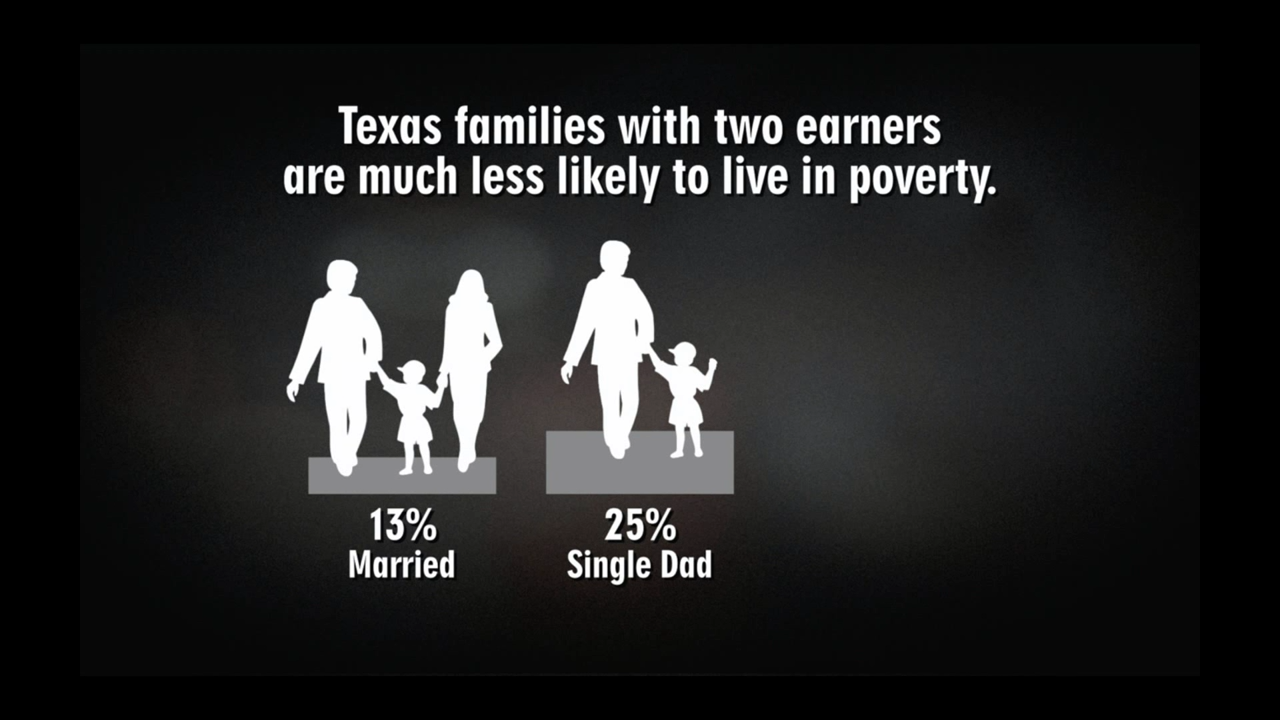 Texas families with two earners
are much less likely to live in poverty.
13%
Married
25%
Single Dad